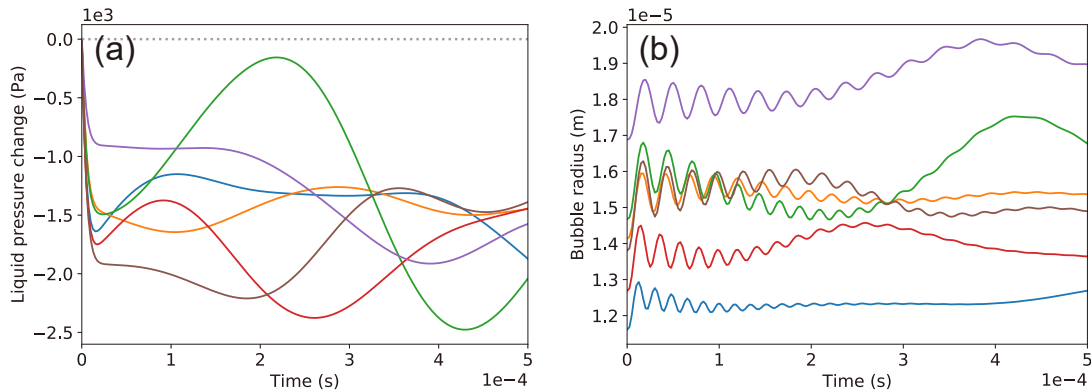 1e3
(a)
0.0
−0.5
−1.0
−1.5
−2.0
−2.5
Liquid pressure change (Pa)
0
1
2
3
4
5
Time (s)
1e−4
1e−5
(b)
2.0
1.9
1.8
1.7
1.6
1.5
1.4
1.3
1.2
Bubble radius (m)
0
1
2
3
4
5
Time (s)
1e−4